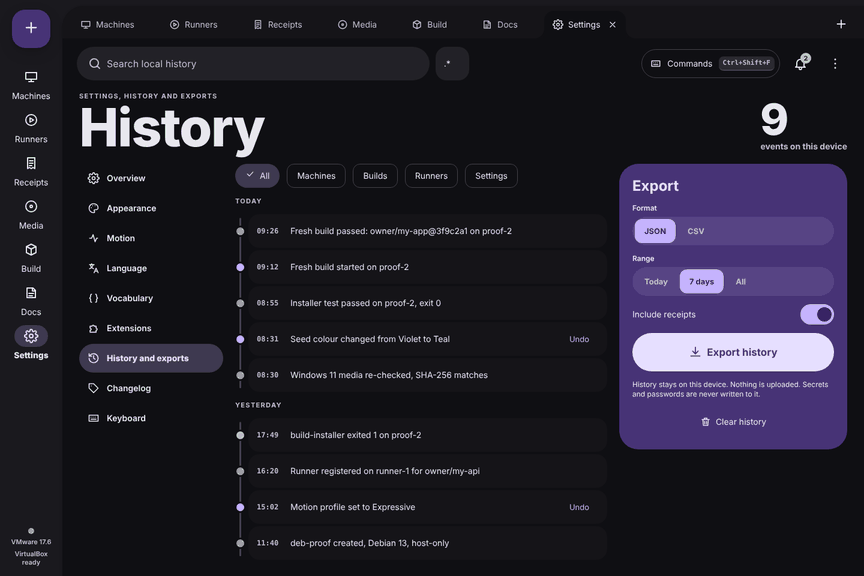 Machines
Runners
Receipts
Media
Build
Docs
Settings
Search local history
.*
Commands Ctrl+Shift+F
2
Machines
Runners
Receipts
Media
Build
Docs
Settings
VMware 17.6
VirtualBox
ready
SETTINGS, HISTORY AND EXPORTS
History
9
events on this device
Overview
Appearance
Motion
Language
Vocabulary
Extensions
History and exports
Changelog
Keyboard
All
Machines
Builds
Runners
Settings
TODAY
09:26 Fresh build passed: owner/my-app@3f9c2a1 on proof-2
09:12 Fresh build started on proof-2
08:55 Installer test passed on proof-2, exit 0
08:31 Seed colour changed from Violet to Teal Undo
08:30 Windows 11 media re-checked, SHA-256 matches
YESTERDAY
17:49 build-installer exited 1 on proof-2
16:20 Runner registered on runner-1 for owner/my-api
15:02 Motion profile set to Expressive Undo
11:40 deb-proof created, Debian 13, host-only
Export
Format
JSON CSV
Range
Today 7 days All
Include receipts
Export history
History stays on this device. Nothing is uploaded. Secrets
and passwords are never written to it.
Clear history